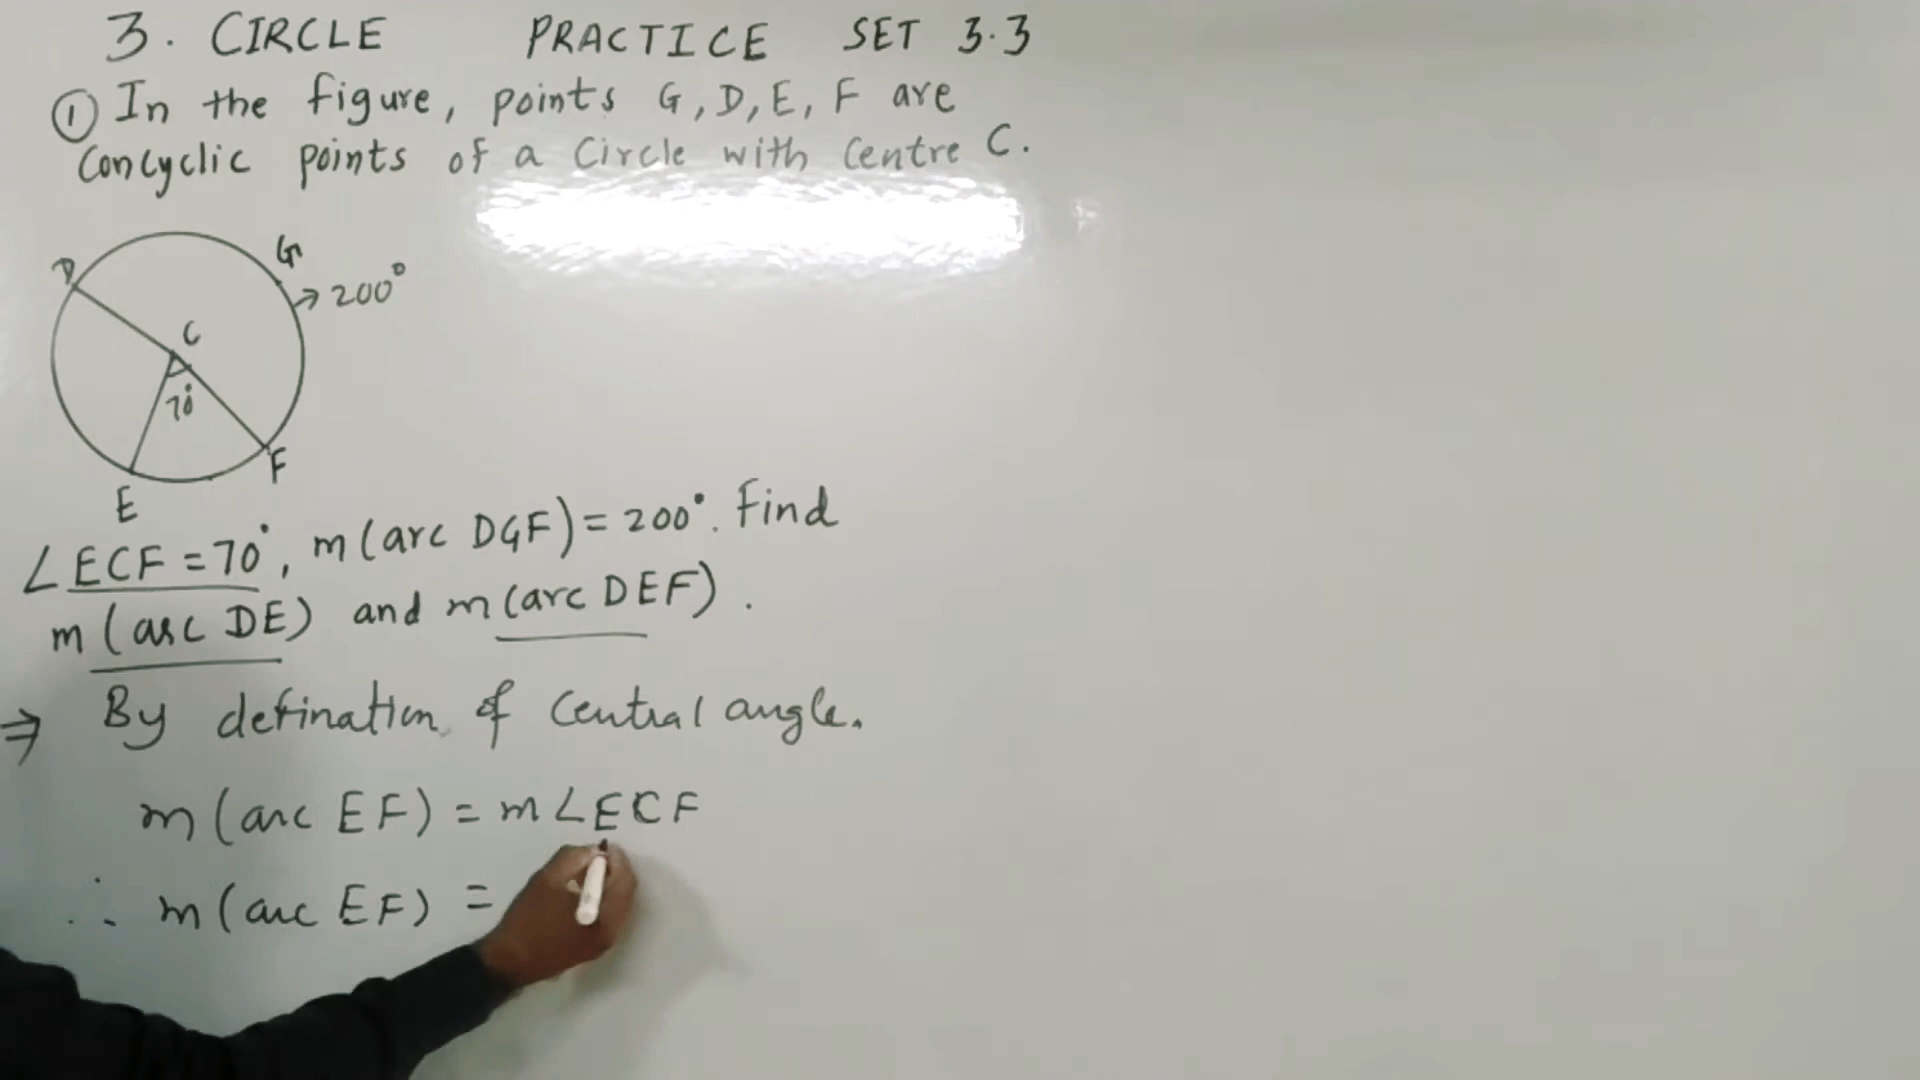 3. CIRCLE PRACTICE SET 3.3
① In the figure, points G, D, E, F are
Concyclic points of a Circle with Centre C.
D
G
→ 200°
C
70°
F
E
∠ECF = 70°, m(arc DGF) = 200°. Find
m (arc DE) and m(arc DEF).
⇒ By defination of Central angle.
m (arc EF) = m∠ECF
∴ m (arc EF) =